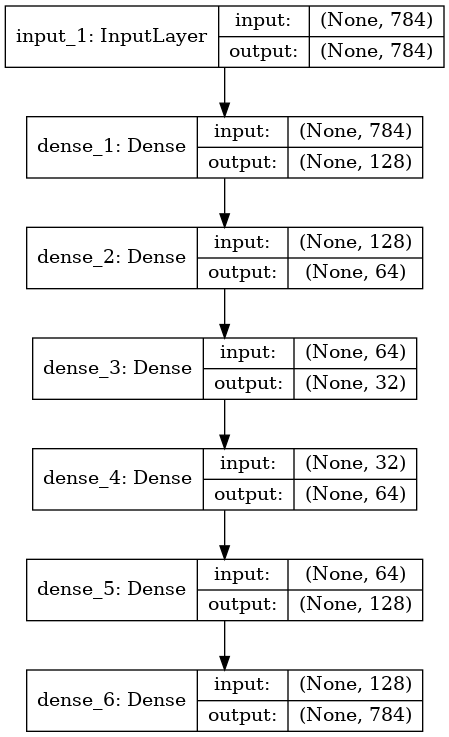 input_1: InputLayer
input: (None, 784)
output: (None, 784)
dense_1: Dense
input: (None, 784)
output: (None, 128)
dense_2: Dense
input: (None, 128)
output: (None, 64)
dense_3: Dense
input: (None, 64)
output: (None, 32)
dense_4: Dense
input: (None, 32)
output: (None, 64)
dense_5: Dense
input: (None, 64)
output: (None, 128)
dense_6: Dense
input: (None, 128)
output: (None, 784)